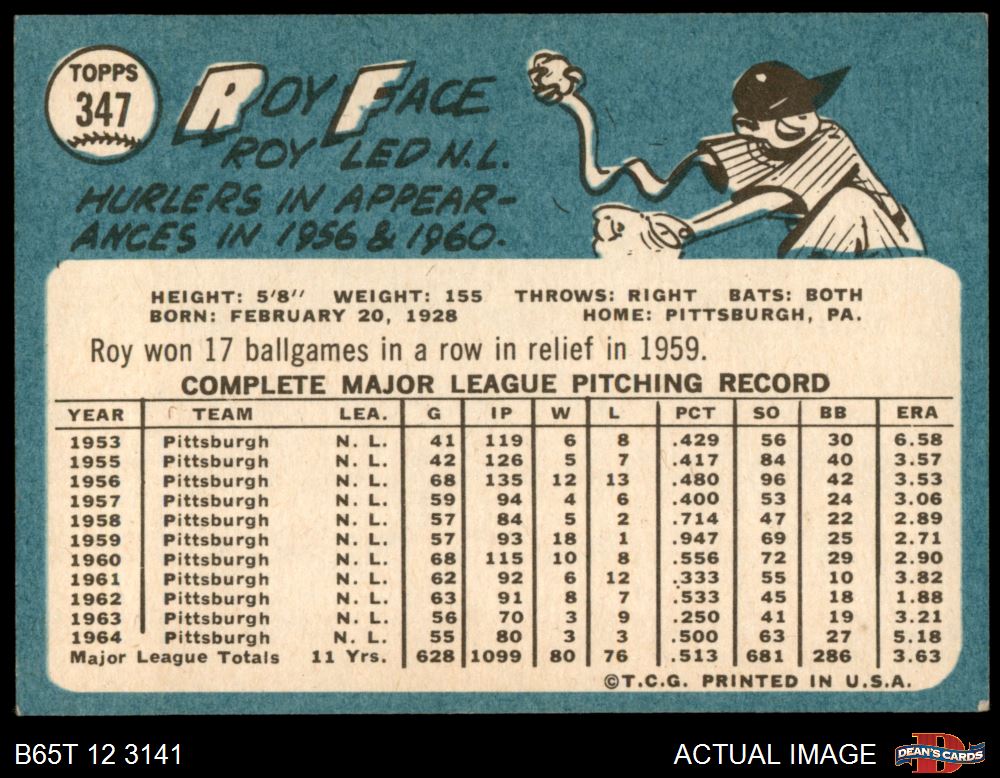 TOPPS
347
ROY FACE
ROY LED N.L.
HURLERS IN APPEAR-
ANCES IN 1956 & 1960.
HEIGHT: 5'8" WEIGHT: 155 THROWS: RIGHT BATS: BOTH
BORN: FEBRUARY 20, 1928 HOME: PITTSBURGH, PA.
Roy won 17 ballgames in a row in relief in 1959.
COMPLETE MAJOR LEAGUE PITCHING RECORD
YEAR TEAM LEA. G IP W L PCT SO BB ERA
1953 Pittsburgh N. L. 41 119 6 8 .429 56 30 6.58
1955 Pittsburgh N. L. 42 126 5 7 .417 84 40 3.57
1956 Pittsburgh N. L. 68 135 12 13 .480 96 42 3.53
1957 Pittsburgh N. L. 59 94 4 6 .400 53 24 3.06
1958 Pittsburgh N. L. 57 84 5 2 .714 47 22 2.89
1959 Pittsburgh N. L. 57 93 18 1 .947 69 25 2.71
1960 Pittsburgh N. L. 68 115 10 8 .556 72 29 2.90
1961 Pittsburgh N. L. 62 92 6 12 .333 55 10 3.82
1962 Pittsburgh N. L. 63 91 8 7 .533 45 18 1.88
1963 Pittsburgh N. L. 56 70 3 9 .250 41 19 3.21
1964 Pittsburgh N. L. 55 80 3 3 .500 63 27 5.18
Major League Totals 11 Yrs. 628 1099 80 76 .513 681 286 3.63
©T.C.G. PRINTED IN U.S.A.
B65T 12 3141 ACTUAL IMAGE DEAN'S CARDS